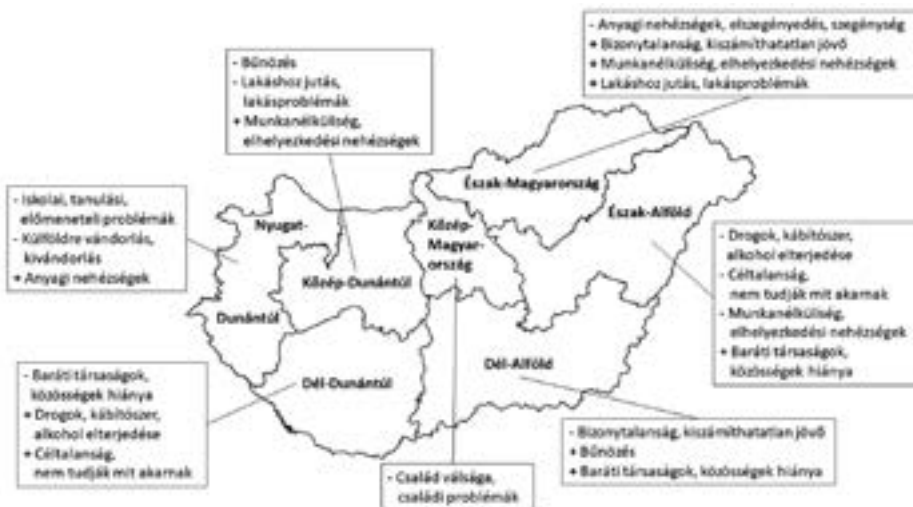 - Anyagi nehézségek, elszegényedés, szegénység
+ Bizonytalanság, kiszámíthatatlan jövő
+ Munkanélküliség, elhelyezkedési nehézségek
+ Lakáshoz jutás, lakásproblémák
- Bűnözés
- Lakáshoz jutás,
lakásproblémák
+ Munkanélküliség,
elhelyezkedési nehézségek
- Iskolai, tanulási,
előmeneteli problémák
- Külföldre vándorlás,
kivándorlás
+ Anyagi nehézségek
Észak-Magyarország
Észak-Alföld
Nyugat-
Dunántúl
Közép-Dunántúl
Közép-
Magyar-
ország
Dél-Dunántúl
Dél-Alföld
- Drogok, kábítószer,
alkohol elterjedése
- Céltalanság,
nem tudják mit akarnak
- Munkanélküliség,
elhelyezkedési nehézségek
+ Baráti társaságok,
közösségek hiánya
- Baráti társaságok,
közösségek hiánya
+ Drogok, kábítószer,
alkohol elterjedése
+ Céltalanság,
nem tudják mit akarnak
- Család válsága,
családi problémák
- Bizonytalanság, kiszámíthatatlan jövő
+ Bűnözés
+ Baráti társaságok, közösségek hiánya